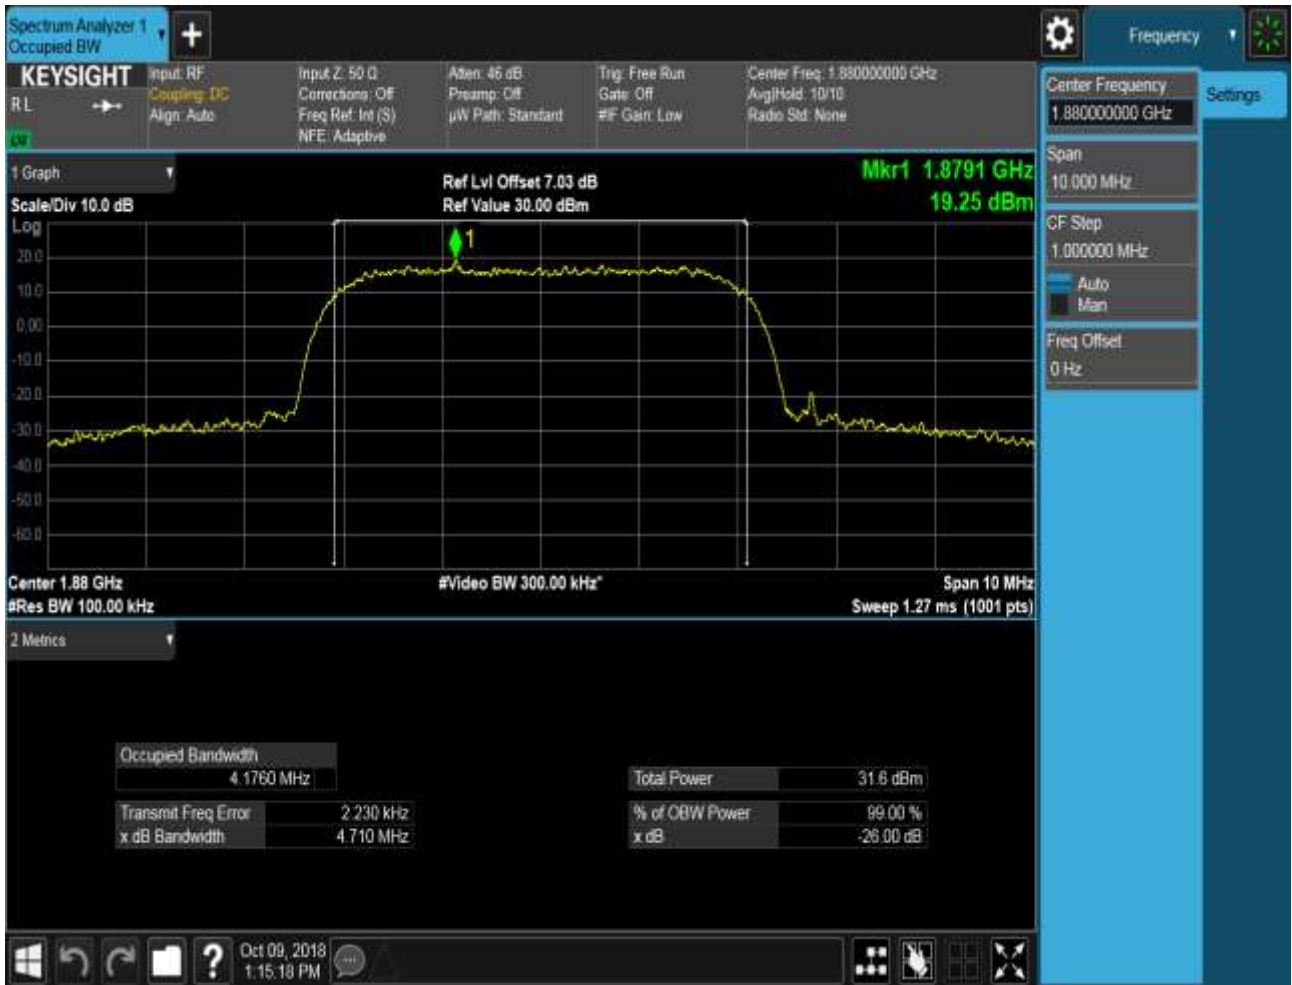 Spectrum Analyzer 1
Occupied BW
Frequency
KEYSIGHT
Input: RF
Input Z: 50 Ω
Atten: 46 dB
Trig: Free Run
Center Freq: 1.880000000 GHz
RL
Coupling: DC
Corrections: Off
Preamp: Off
Gate: Off
Avg|Hold: 10/10
Align: Auto
Freq Ref: Int (S)
µW Path: Standard
#IF Gain: Low
Radio Std: None
NFE: Adaptive
Center Frequency
1.880000000 GHz
Settings
Span
10.000 MHz
CF Step
1.000000 MHz
Auto
Man
Freq Offset
0 Hz
1 Graph
Ref Lvl Offset 7.03 dB
Mkr1 1.8791 GHz
Scale/Div 10.0 dB
Ref Value 30.00 dBm
19.25 dBm
Log
1
20.0
10.0
0.00
-10.0
-20.0
-30.0
-40.0
-50.0
-60.0
Center 1.88 GHz
#Video BW 300.00 kHz*
Span 10 MHz
#Res BW 100.00 kHz
Sweep 1.27 ms (1001 pts)
2 Metrics
Occupied Bandwidth
4.1760 MHz
Total Power 31.6 dBm
Transmit Freq Error 2.230 kHz
% of OBW Power 99.00 %
x dB Bandwidth 4.710 MHz
x dB -26.00 dB
?
Oct 09, 2018
1:15:18 PM